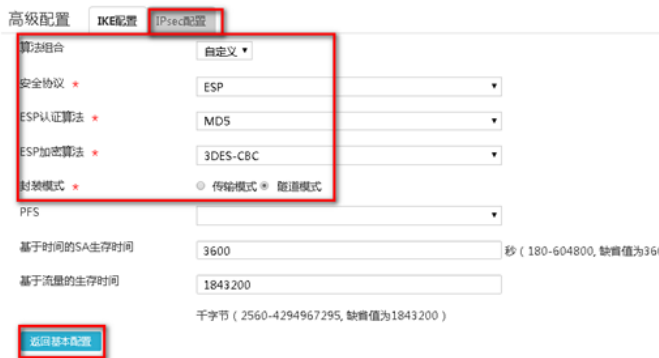 高级配置 IKE配置 IPsec配置
算法组合 自定义
安全协议 * ESP
ESP认证算法 * MD5
ESP加密算法 * 3DES-CBC
封装模式 * 传输模式 隧道模式
PFS
基于时间的SA生存时间 3600 秒（180-604800, 缺省值为360
基于流量的生存时间 1843200
千字节（2560-4294967295, 缺省值为1843200）
返回基本配置